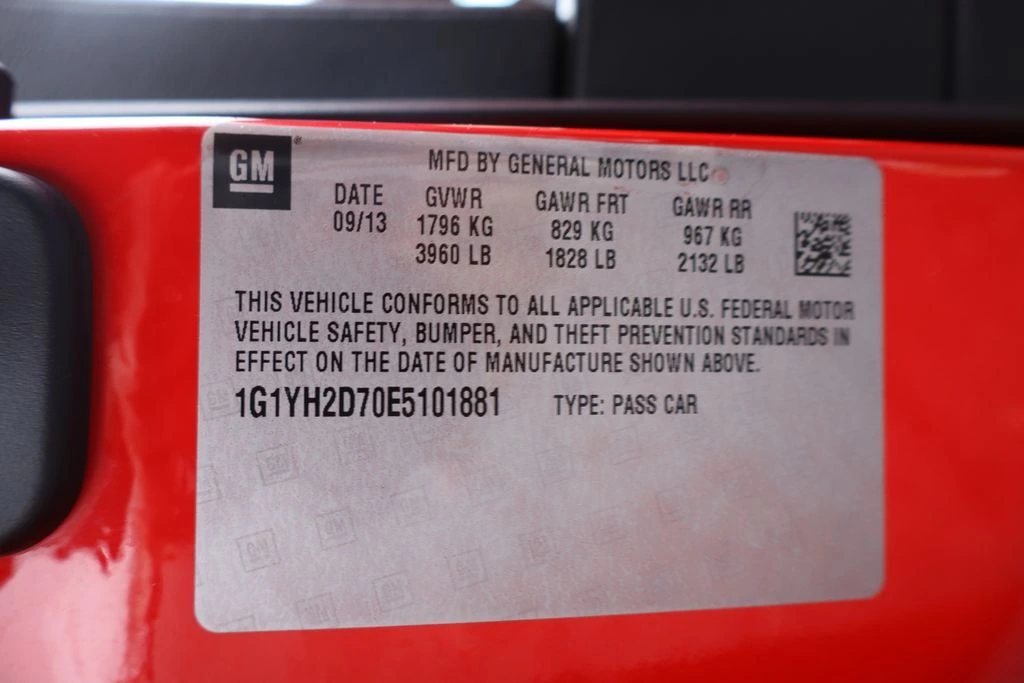 GM
MFD BY GENERAL MOTORS LLC
DATE GVWR GAWR FRT GAWR RR
09/13 1796 KG 829 KG 967 KG
3960 LB 1828 LB 2132 LB
THIS VEHICLE CONFORMS TO ALL APPLICABLE U.S. FEDERAL MOTOR
VEHICLE SAFETY, BUMPER, AND THEFT PREVENTION STANDARDS IN
EFFECT ON THE DATE OF MANUFACTURE SHOWN ABOVE.
1G1YH2D70E5101881 TYPE: PASS CAR